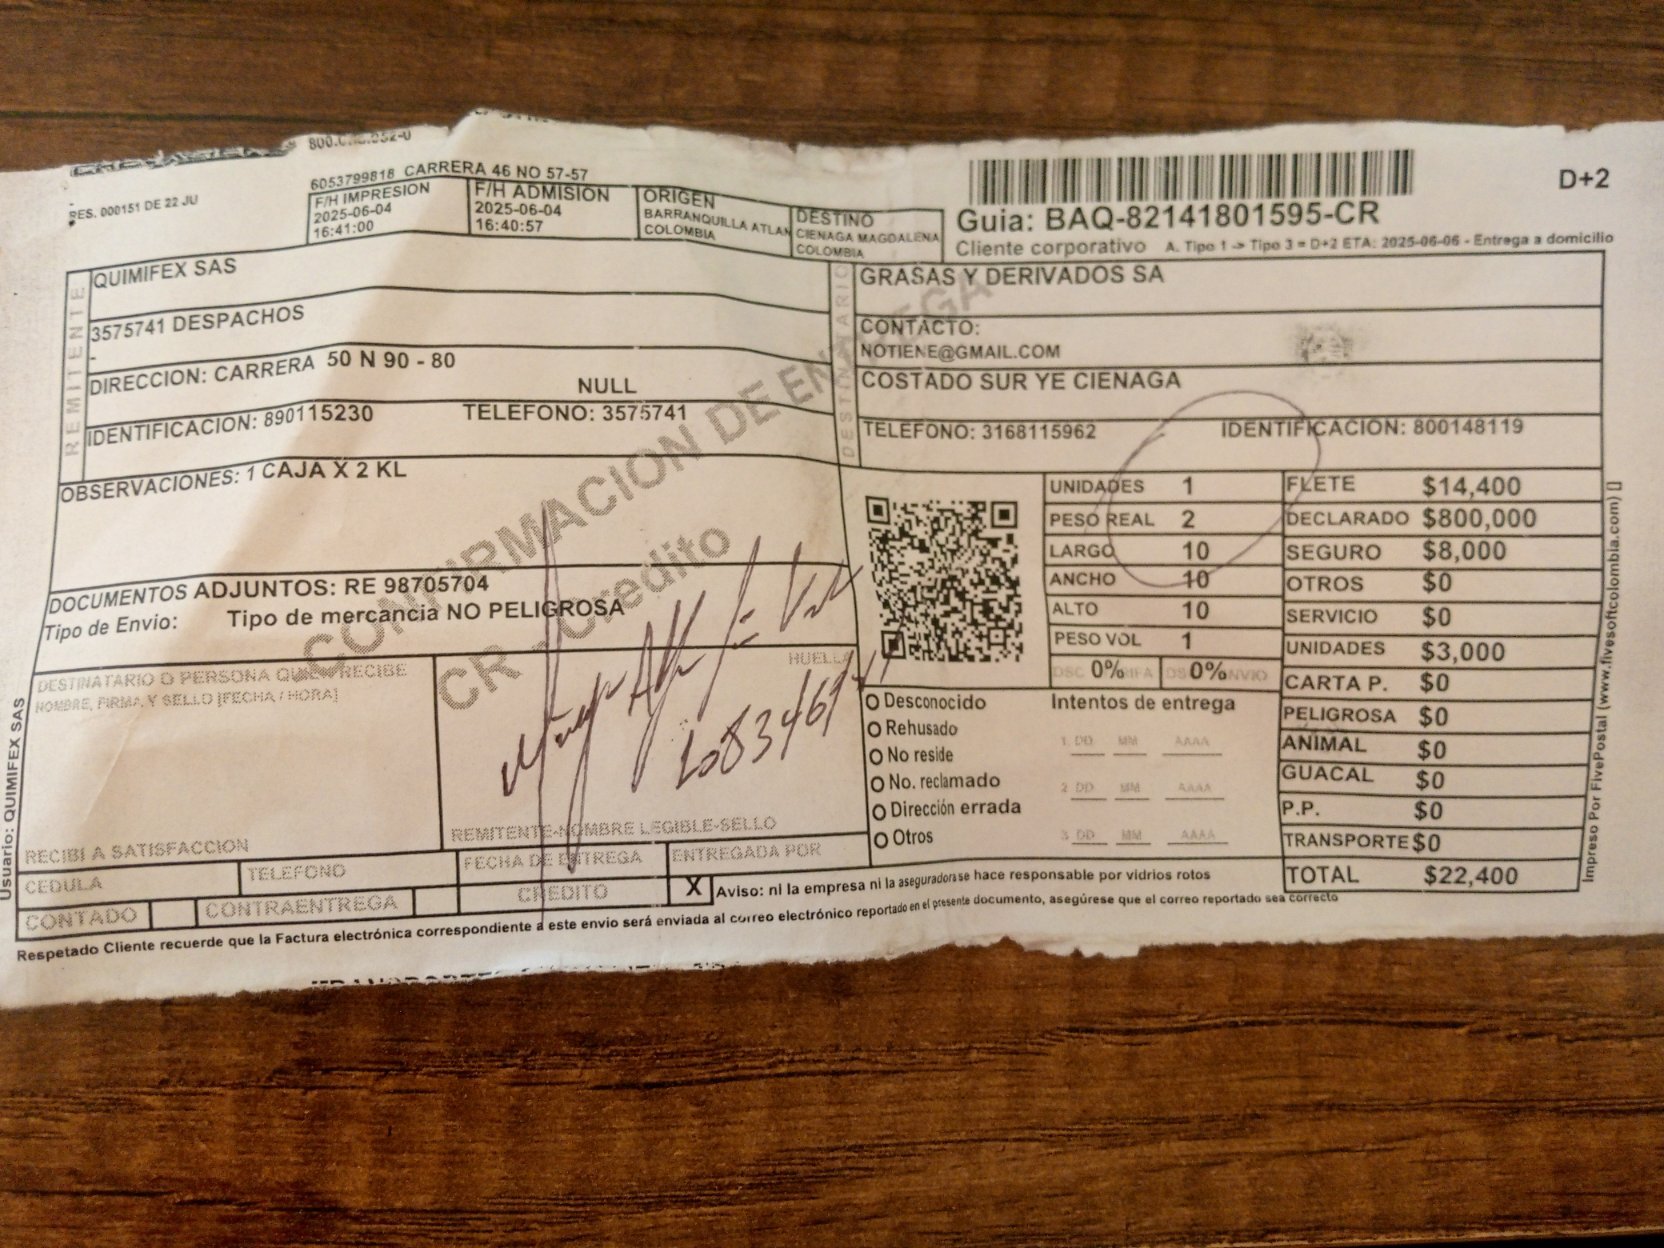 6053799818 CARRERA 46 NO 57-57
RES. 000151 DE 22 JU
F/H IMPRESION
2025-06-04
16:41:00
F/H ADMISION
2025-06-04
16:40:57
ORIGEN
BARRANQUILLA ATLAN
COLOMBIA
DESTINO
CIENAGA MAGDALENA
COLOMBIA
D+2
Guia: BAQ-82141801595-CR
Cliente corporativo A. Tipo 1 -> Tipo 3 = D+2 ETA: 2025-06-06 - Entrega a domicilio
REMITENTE
QUIMIFEX SAS
3575741 DESPACHOS
-
DIRECCION: CARRERA 50 N 90 - 80
NULL
IDENTIFICACION: 890115230 TELEFONO: 3575741
OBSERVACIONES: 1 CAJA X 2 KL
DOCUMENTOS ADJUNTOS: RE 98705704
Tipo de Envio: Tipo de mercancia NO PELIGROSA
CONFIRMACION DE ENTREGA
CR - Credito
DESTINATARIO
GRASAS Y DERIVADOS SA
CONTACTO:
NOTIENE@GMAIL.COM
COSTADO SUR YE CIENAGA
TELEFONO: 3168115962 IDENTIFICACION: 800148119
UNIDADES 1
PESO REAL 2
LARGO 10
ANCHO 10
ALTO 10
PESO VOL 1
0% 0%
FLETE $14,400
DECLARADO $800,000
SEGURO $8,000
OTROS $0
SERVICIO $0
UNIDADES $3,000
CARTA P. $0
PELIGROSA $0
ANIMAL $0
GUACAL $0
P.P. $0
TRANSPORTE $0
TOTAL $22,400
DESTINATARIO O PERSONA QUE RECIBE
NOMBRE, FIRMA, Y SELLO [FECHA / HORA]
HUELLA
RECIBI A SATISFACCION
REMITENTE-NOMBRE LEGIBLE-SELLO
CEDULA
TELEFONO
FECHA DE ENTREGA
ENTREGADA POR
CONTADO
CONTRAENTREGA
CREDITO X
Desconocido
Rehusado
No reside
No. reclamado
Dirección errada
Otros
Intentos de entrega
1 DD MM AAAA
2 DD MM AAAA
3 DD MM AAAA
Aviso: ni la empresa ni la aseguradora se hace responsable por vidrios rotos
Respetado Cliente recuerde que la Factura electrónica correspondiente a este envio será enviada al correo electrónico reportado en el presente documento, asegúrese que el correo reportado sea correcto
Usuario: QUIMIFEX SAS
Impreso Por FivePostal (www.fivesoftcolombia.com) []